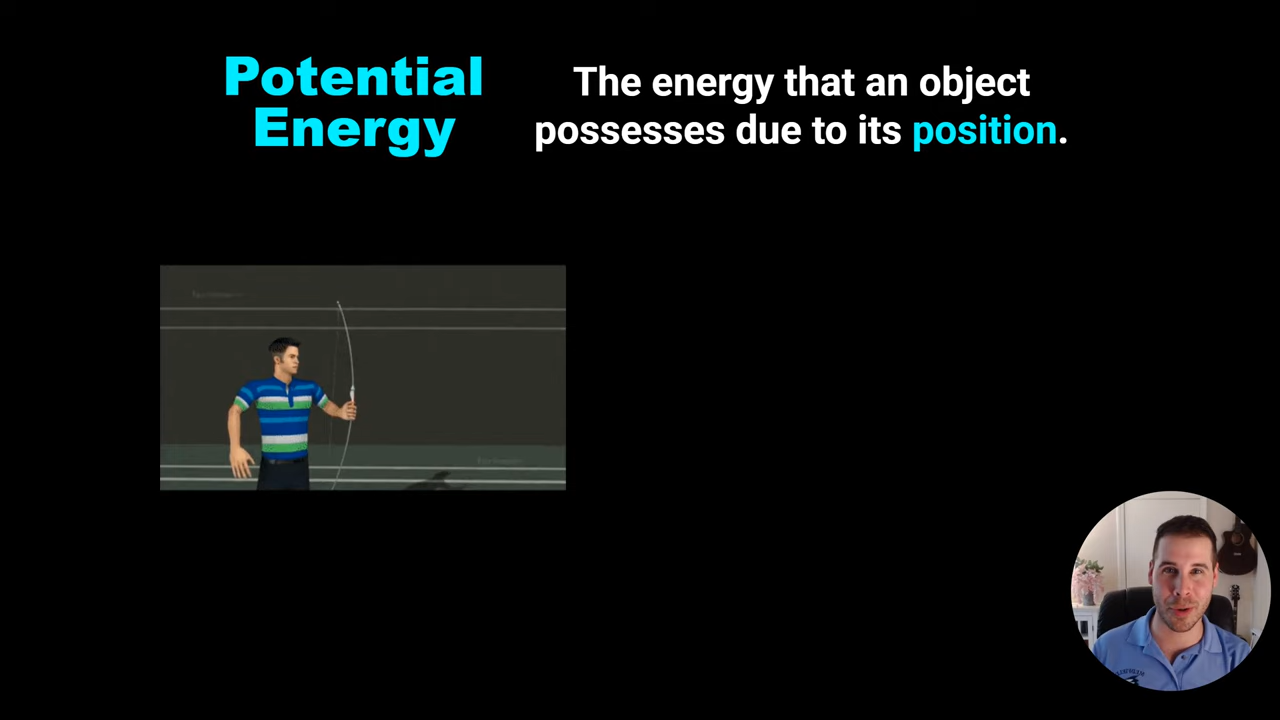 Potential
Energy
The energy that an object
possesses due to its position.